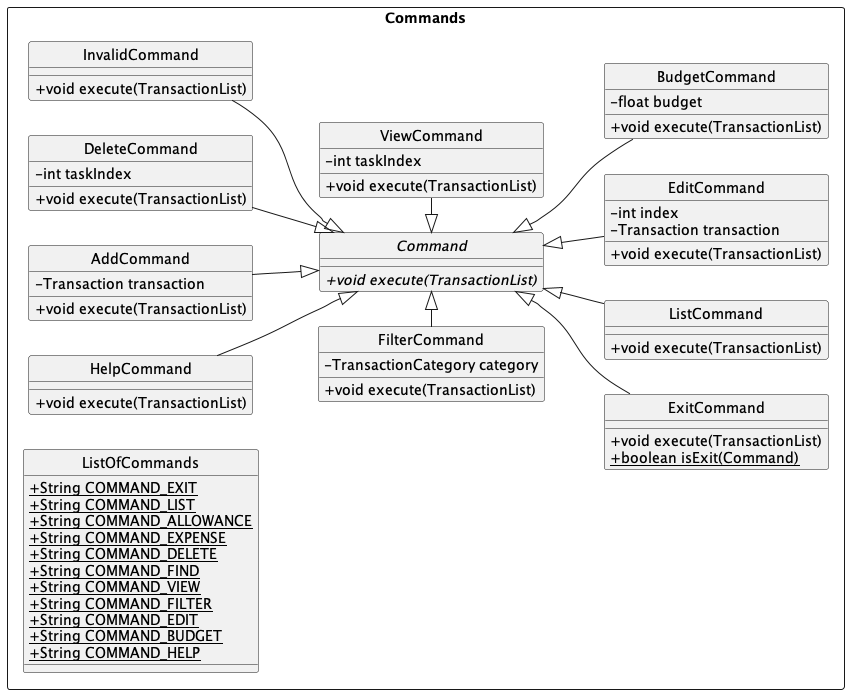 Commands
InvalidCommand
+void execute(TransactionList)
DeleteCommand
-int taskIndex
+void execute(TransactionList)
AddCommand
-Transaction transaction
+void execute(TransactionList)
HelpCommand
+void execute(TransactionList)
ListOfCommands
+String COMMAND_EXIT
+String COMMAND_LIST
+String COMMAND_ALLOWANCE
+String COMMAND_EXPENSE
+String COMMAND_DELETE
+String COMMAND_FIND
+String COMMAND_VIEW
+String COMMAND_FILTER
+String COMMAND_EDIT
+String COMMAND_BUDGET
+String COMMAND_HELP
ViewCommand
-int taskIndex
+void execute(TransactionList)
Command
+void execute(TransactionList)
FilterCommand
-TransactionCategory category
+void execute(TransactionList)
BudgetCommand
-float budget
+void execute(TransactionList)
EditCommand
-int index
-Transaction transaction
+void execute(TransactionList)
ListCommand
+void execute(TransactionList)
ExitCommand
+void execute(TransactionList)
+boolean isExit(Command)